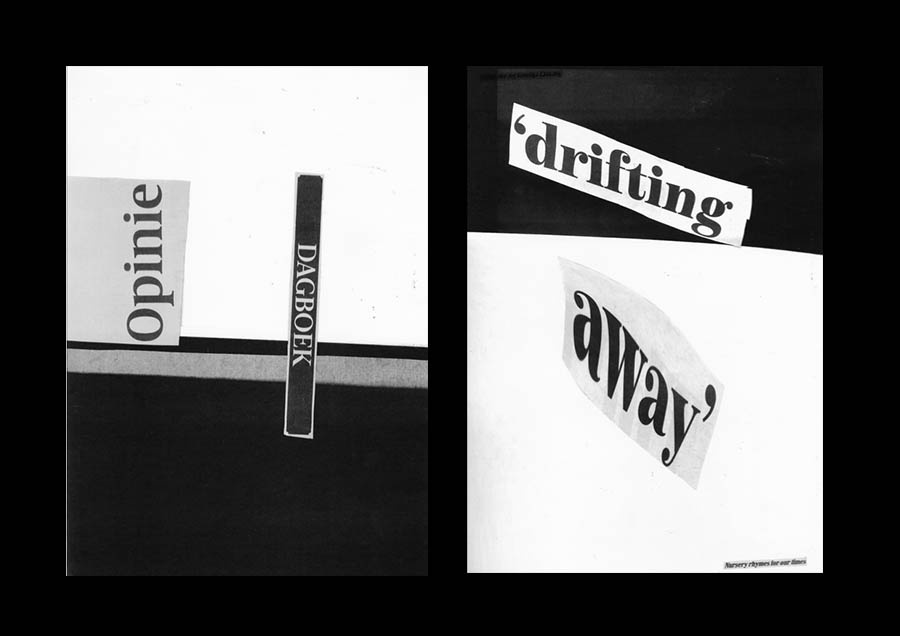 Opinie
DAGBOEK
‘drifting
away’
Nursery rhymes for our times